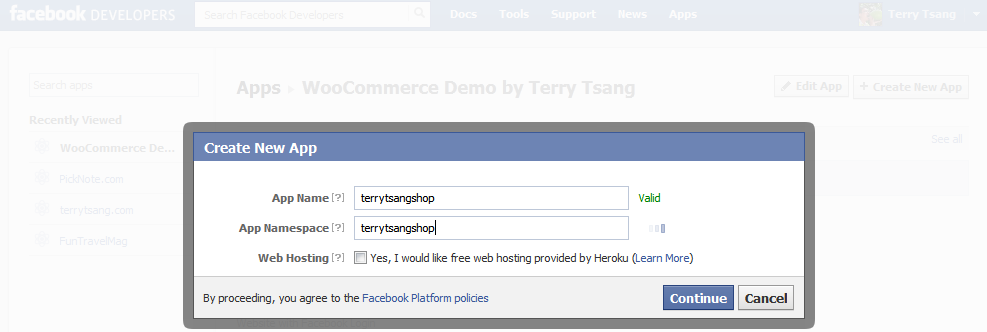 facebook DEVELOPERS Search Facebook Developers Docs Tools Support News Apps Terry Tsang
Search apps
Apps WooCommerce Demo by Terry Tsang Edit App + Create New App
Recently Viewed
WooCommerce De...
See all
PickNote.com
terrytsang.com
FunTravelMag
Create New App
App Name [?] terrytsangshop Valid
App Namespace [?] terrytsangshop
Web Hosting [?] Yes, I would like free web hosting provided by Heroku (Learn More)
By proceeding, you agree to the Facebook Platform policies Continue Cancel